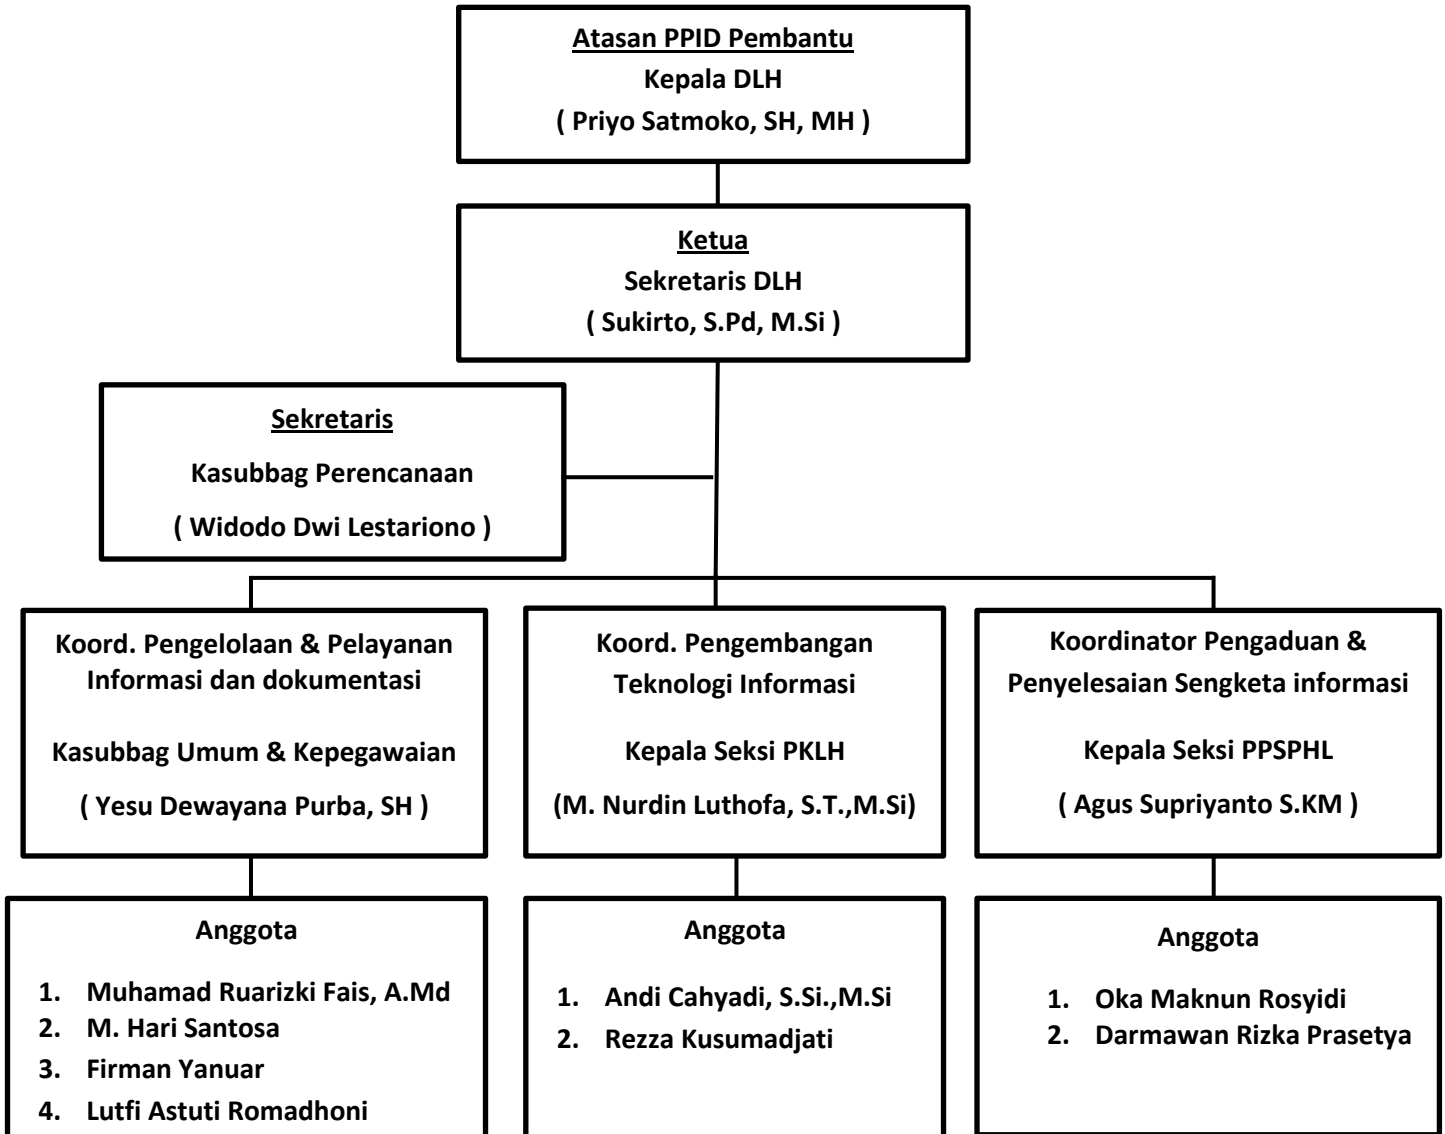 Atasan PPID Pembantu
Kepala DLH
( Priyo Satmoko, SH, MH )
Ketua
Sekretaris DLH
( Sukirto, S.Pd, M.Si )
Sekretaris
Kasubbag Perencanaan
( Widodo Dwi Lestariono )
Koord. Pengelolaan & Pelayanan
Informasi dan dokumentasi
Kasubbag Umum & Kepegawaian
( Yesu Dewayana Purba, SH )
Koord. Pengembangan
Teknologi Informasi
Kepala Seksi PKLH
(M. Nurdin Luthofa, S.T.,M.Si)
Koordinator Pengaduan &
Penyelesaian Sengketa informasi
Kepala Seksi PPSPHL
( Agus Supriyanto S.KM )
Anggota
1. Muhamad Ruarizki Fais, A.Md
2. M. Hari Santosa
3. Firman Yanuar
4. Lutfi Astuti Romadhoni
Anggota
1. Andi Cahyadi, S.Si.,M.Si
2. Rezza Kusumadjati
Anggota
1. Oka Maknun Rosyidi
2. Darmawan Rizka Prasetya